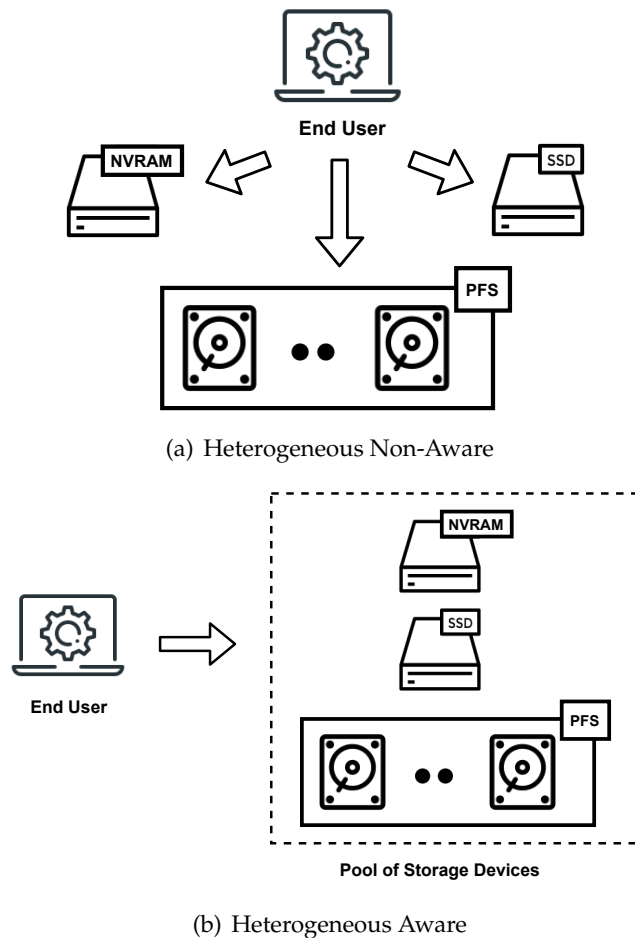 End User
NVRAM
SSD
PFS
(a) Heterogeneous Non-Aware
NVRAM
SSD
End User
PFS
Pool of Storage Devices
(b) Heterogeneous Aware